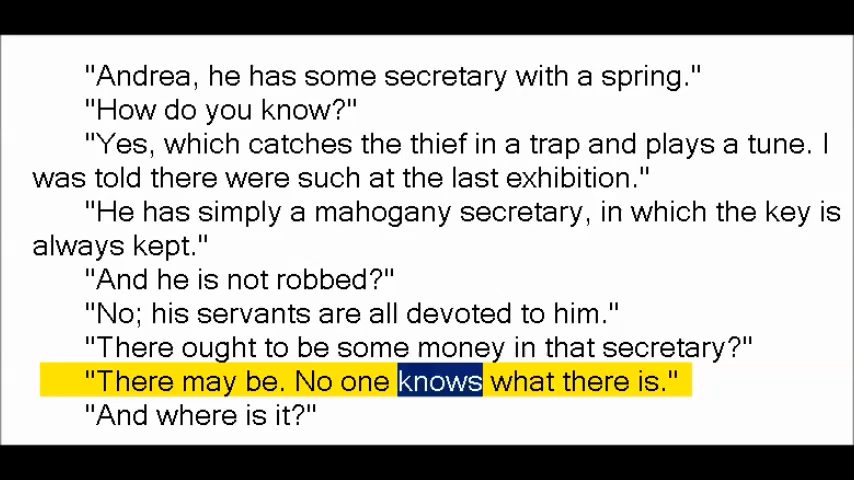 "Andrea, he has some secretary with a spring."
"How do you know?"
"Yes, which catches the thief in a trap and plays a tune. I
was told there were such at the last exhibition."
"He has simply a mahogany secretary, in which the key is
always kept."
"And he is not robbed?"
"No; his servants are all devoted to him."
"There ought to be some money in that secretary?"
"There may be. No one knows what there is."
"And where is it?"